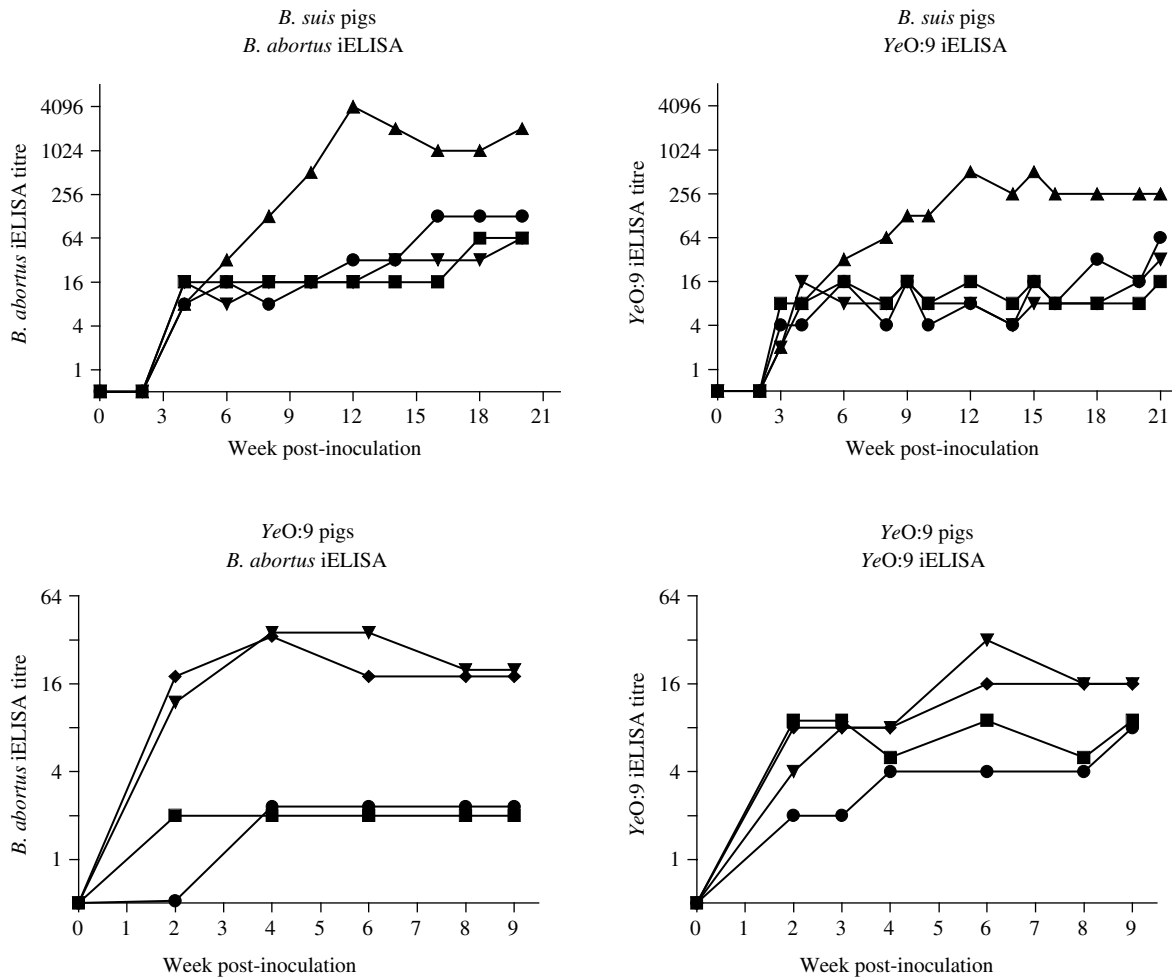 B. suis pigs
B. abortus iELISA
B. abortus iELISA titre
4096
1024
256
64
16
4
1
0 3 6 9 12 15 18 21
Week post-inoculation
B. suis pigs
YeO:9 iELISA
YeO:9 iELISA titre
4096
1024
256
64
16
4
1
0 3 6 9 12 15 18 21
Week post-inoculation
YeO:9 pigs
B. abortus iELISA
B. abortus iELISA titre
64
16
4
1
0 1 2 3 4 5 6 7 8 9
Week post-inoculation
YeO:9 pigs
YeO:9 iELISA
YeO:9 iELISA titre
64
16
4
1
0 1 2 3 4 5 6 7 8 9
Week post-inoculation